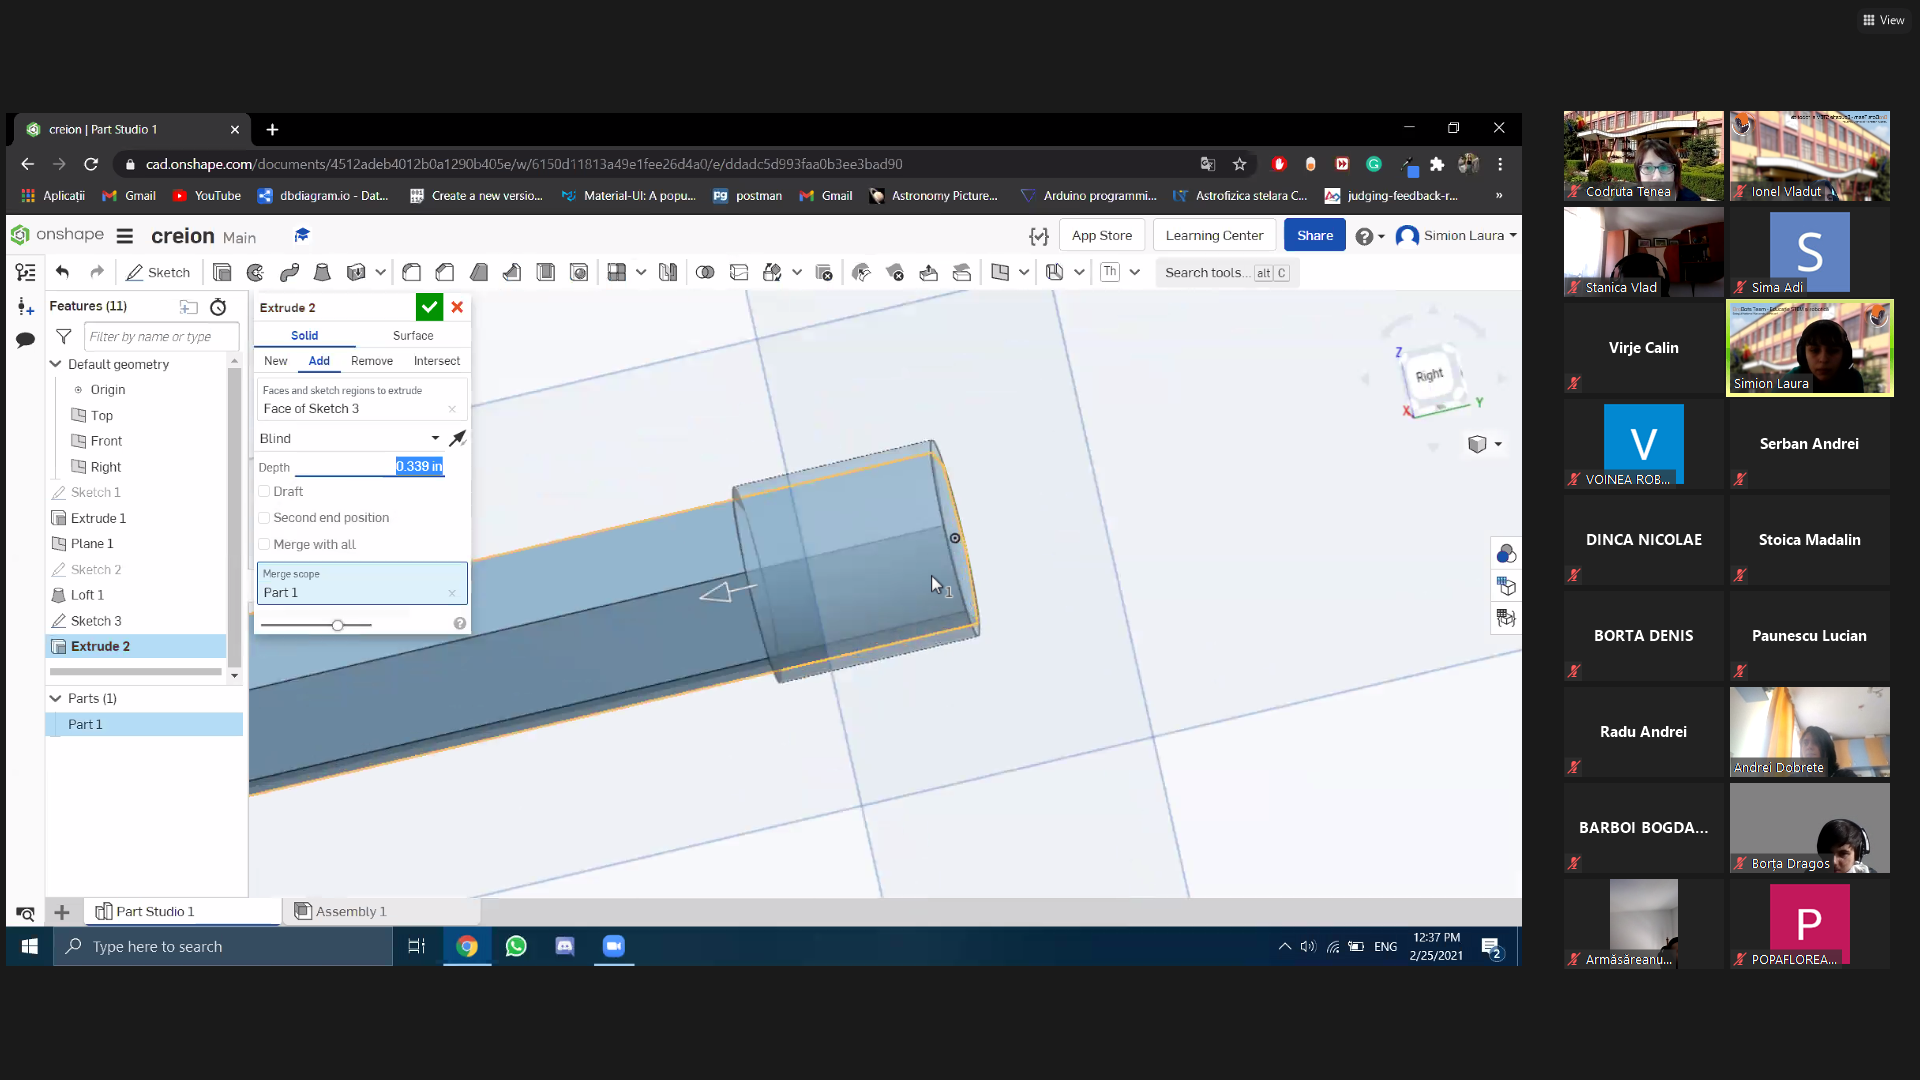 View
creion | Part Studio 1
cad.onshape.com/documents/4512adeb4012b0a1290b405e/w/6150d11813a49e1fee26d4a0/e/ddadc5d993faa0b3ee3bad90
Aplicații
Gmail
YouTube
dbdiagram.io - Dat...
Create a new versio...
Material-UI: A popu...
postman
Gmail
Astronomy Picture...
Arduino programmi...
Astrofizica stelara C...
judging-feedback-r...
»
onshape
creion Main
App Store
Learning Center
Share
Simion Laura
Sketch
Th
Search tools... alt C
Features (11)
Filter by name or type
Default geometry
Origin
Top
Front
Right
Sketch 1
Extrude 1
Plane 1
Sketch 2
Loft 1
Sketch 3
Extrude 2
Parts (1)
Part 1
Extrude 2
Solid
Surface
New
Add
Remove
Intersect
Faces and sketch regions to extrude
Face of Sketch 3
Blind
Depth
0.339 in
Draft
Second end position
Merge with all
Merge scope
Part 1
1
Z
Right
X
Y
Part Studio 1
Assembly 1
Type here to search
ENG
12:37 PM
2/25/2021
2
Codruta Tenea
Ionel Vladut
Stanica Vlad
S
Sima Adi
Virje Calin
Simion Laura
V
VOINEA ROB...
Serban Andrei
DINCA NICOLAE
Stoica Madalin
BORTA DENIS
Paunescu Lucian
Radu Andrei
Andrei Dobrete
BARBOI BOGDA...
Borța Dragos
Armăsăreanu...
P
POPAFLOREA...